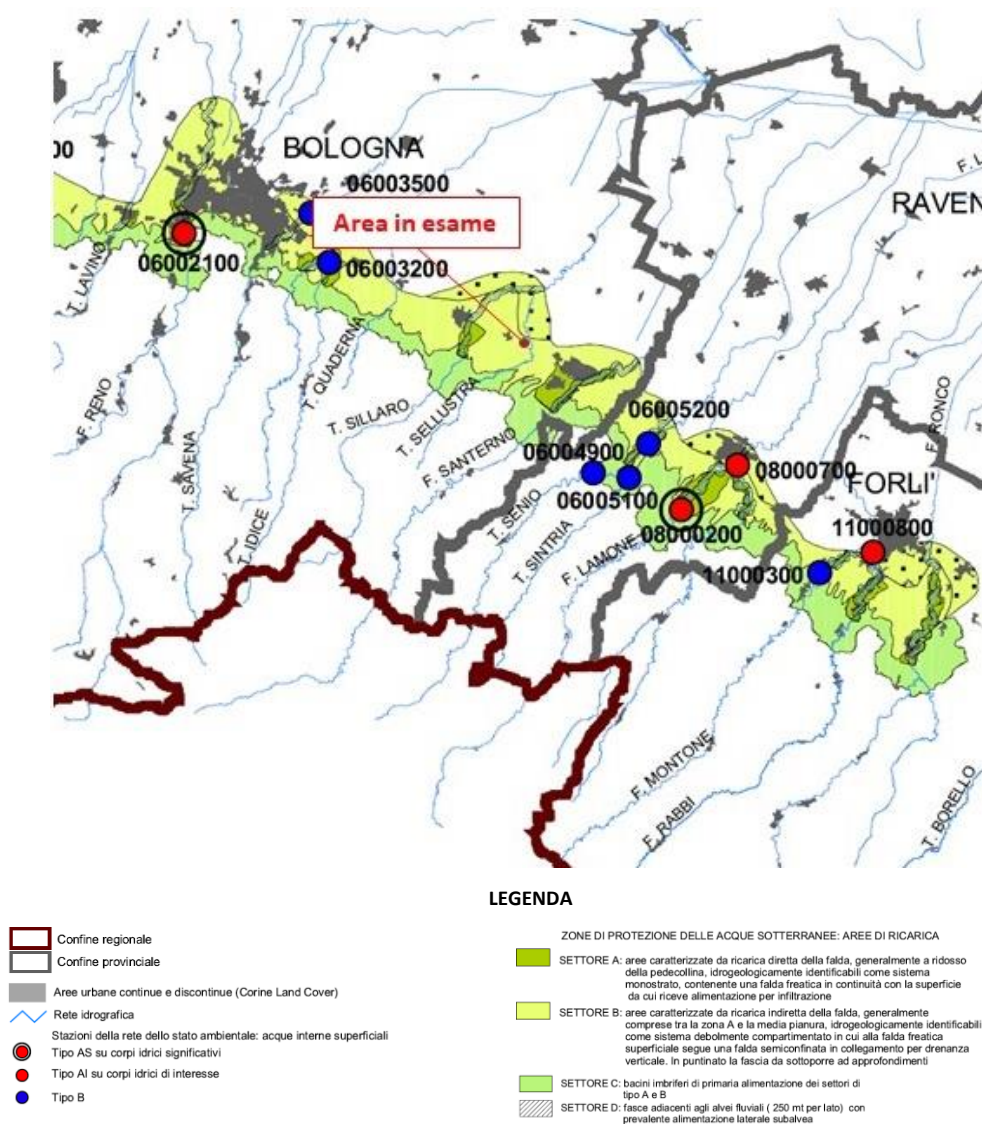 00
BOLOGNA
06003500
Area in esame
RAVEN
06002100
06003200
T. LAVINO
F. RENO
T. SAVENA
T. IDICE
T. QUADERNA
T. SILLARO
T. SELLUSTRA
F. SANTERNO
T. SENIO
T. SINTRIA
F. LAMONE
06005200
06004900
06005100
08000700
08000200
FORLI'
F. RONCO
11000800
11000300
F. MONTONE
F. RABBI
T. BORELLO
LEGENDA
Confine regionale
Confine provinciale
Aree urbane continue e discontinue (Corine Land Cover)
Rete idrografica
Stazioni della rete dello stato ambientale: acque interne superficiali
Tipo AS su corpi idrici significativi
Tipo AI su corpi idrici di interesse
Tipo B
ZONE DI PROTEZIONE DELLE ACQUE SOTTERRANEE: AREE DI RICARICA
SETTORE A: aree caratterizzate da ricarica diretta della falda, generalmente a ridosso
della pedecollina, idrogeologicamente identificabili come sistema
monostrato, contenente una falda freatica in continuità con la superficie
da cui riceve alimentazione per infiltrazione
SETTORE B: aree caratterizzate da ricarica indiretta della falda, generalmente
comprese tra la zona A e la media pianura, idrogeologicamente identificabili
come sistema debolmente compartimentato in cui alla falda freatica
superficiale segue una falda semiconfinata in collegamento per drenanza
verticale. In puntinato la fascia da sottoporre ad approfondimenti
SETTORE C: bacini imbriferi di primaria alimentazione dei settori di
tipo A e B
SETTORE D: fasce adiacenti agli alvei fluviali ( 250 mt per lato) con
prevalente alimentazione laterale subalvea